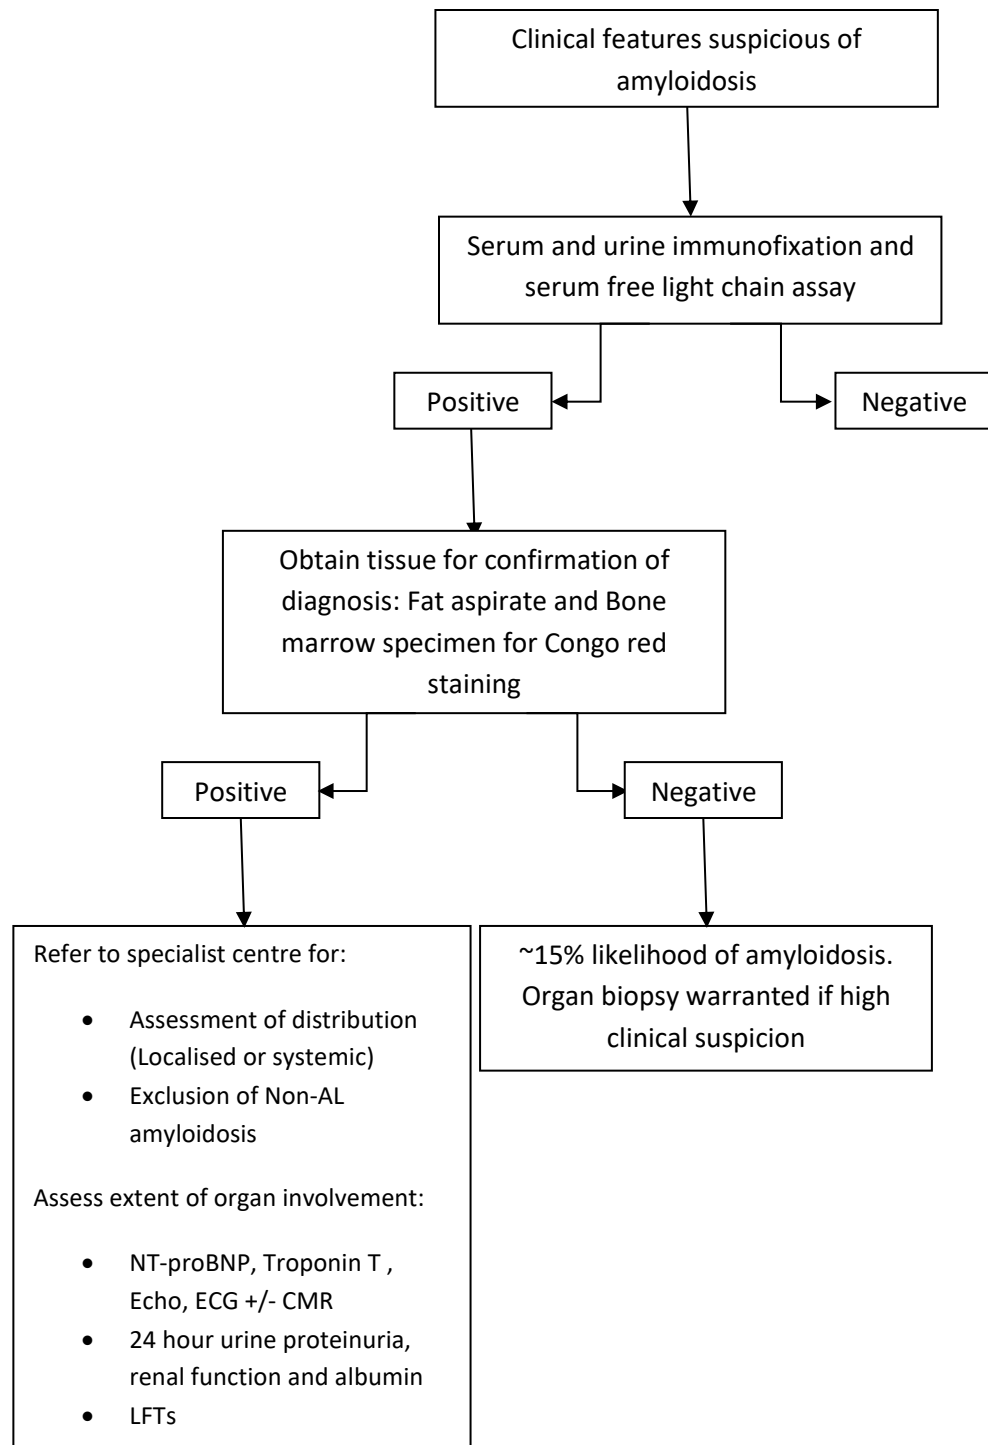 Clinical features suspicious of
amyloidosis
Serum and urine immunofixation and
serum free light chain assay
Positive
Negative
Obtain tissue for confirmation of
diagnosis: Fat aspirate and Bone
marrow specimen for Congo red
staining
Positive
Negative
Refer to specialist centre for:
• Assessment of distribution
(Localised or systemic)
• Exclusion of Non-AL
amyloidosis
Assess extent of organ involvement:
• NT-proBNP, Troponin T ,
Echo, ECG +/- CMR
• 24 hour urine proteinuria,
renal function and albumin
• LFTs
~15% likelihood of amyloidosis.
Organ biopsy warranted if high
clinical suspicion